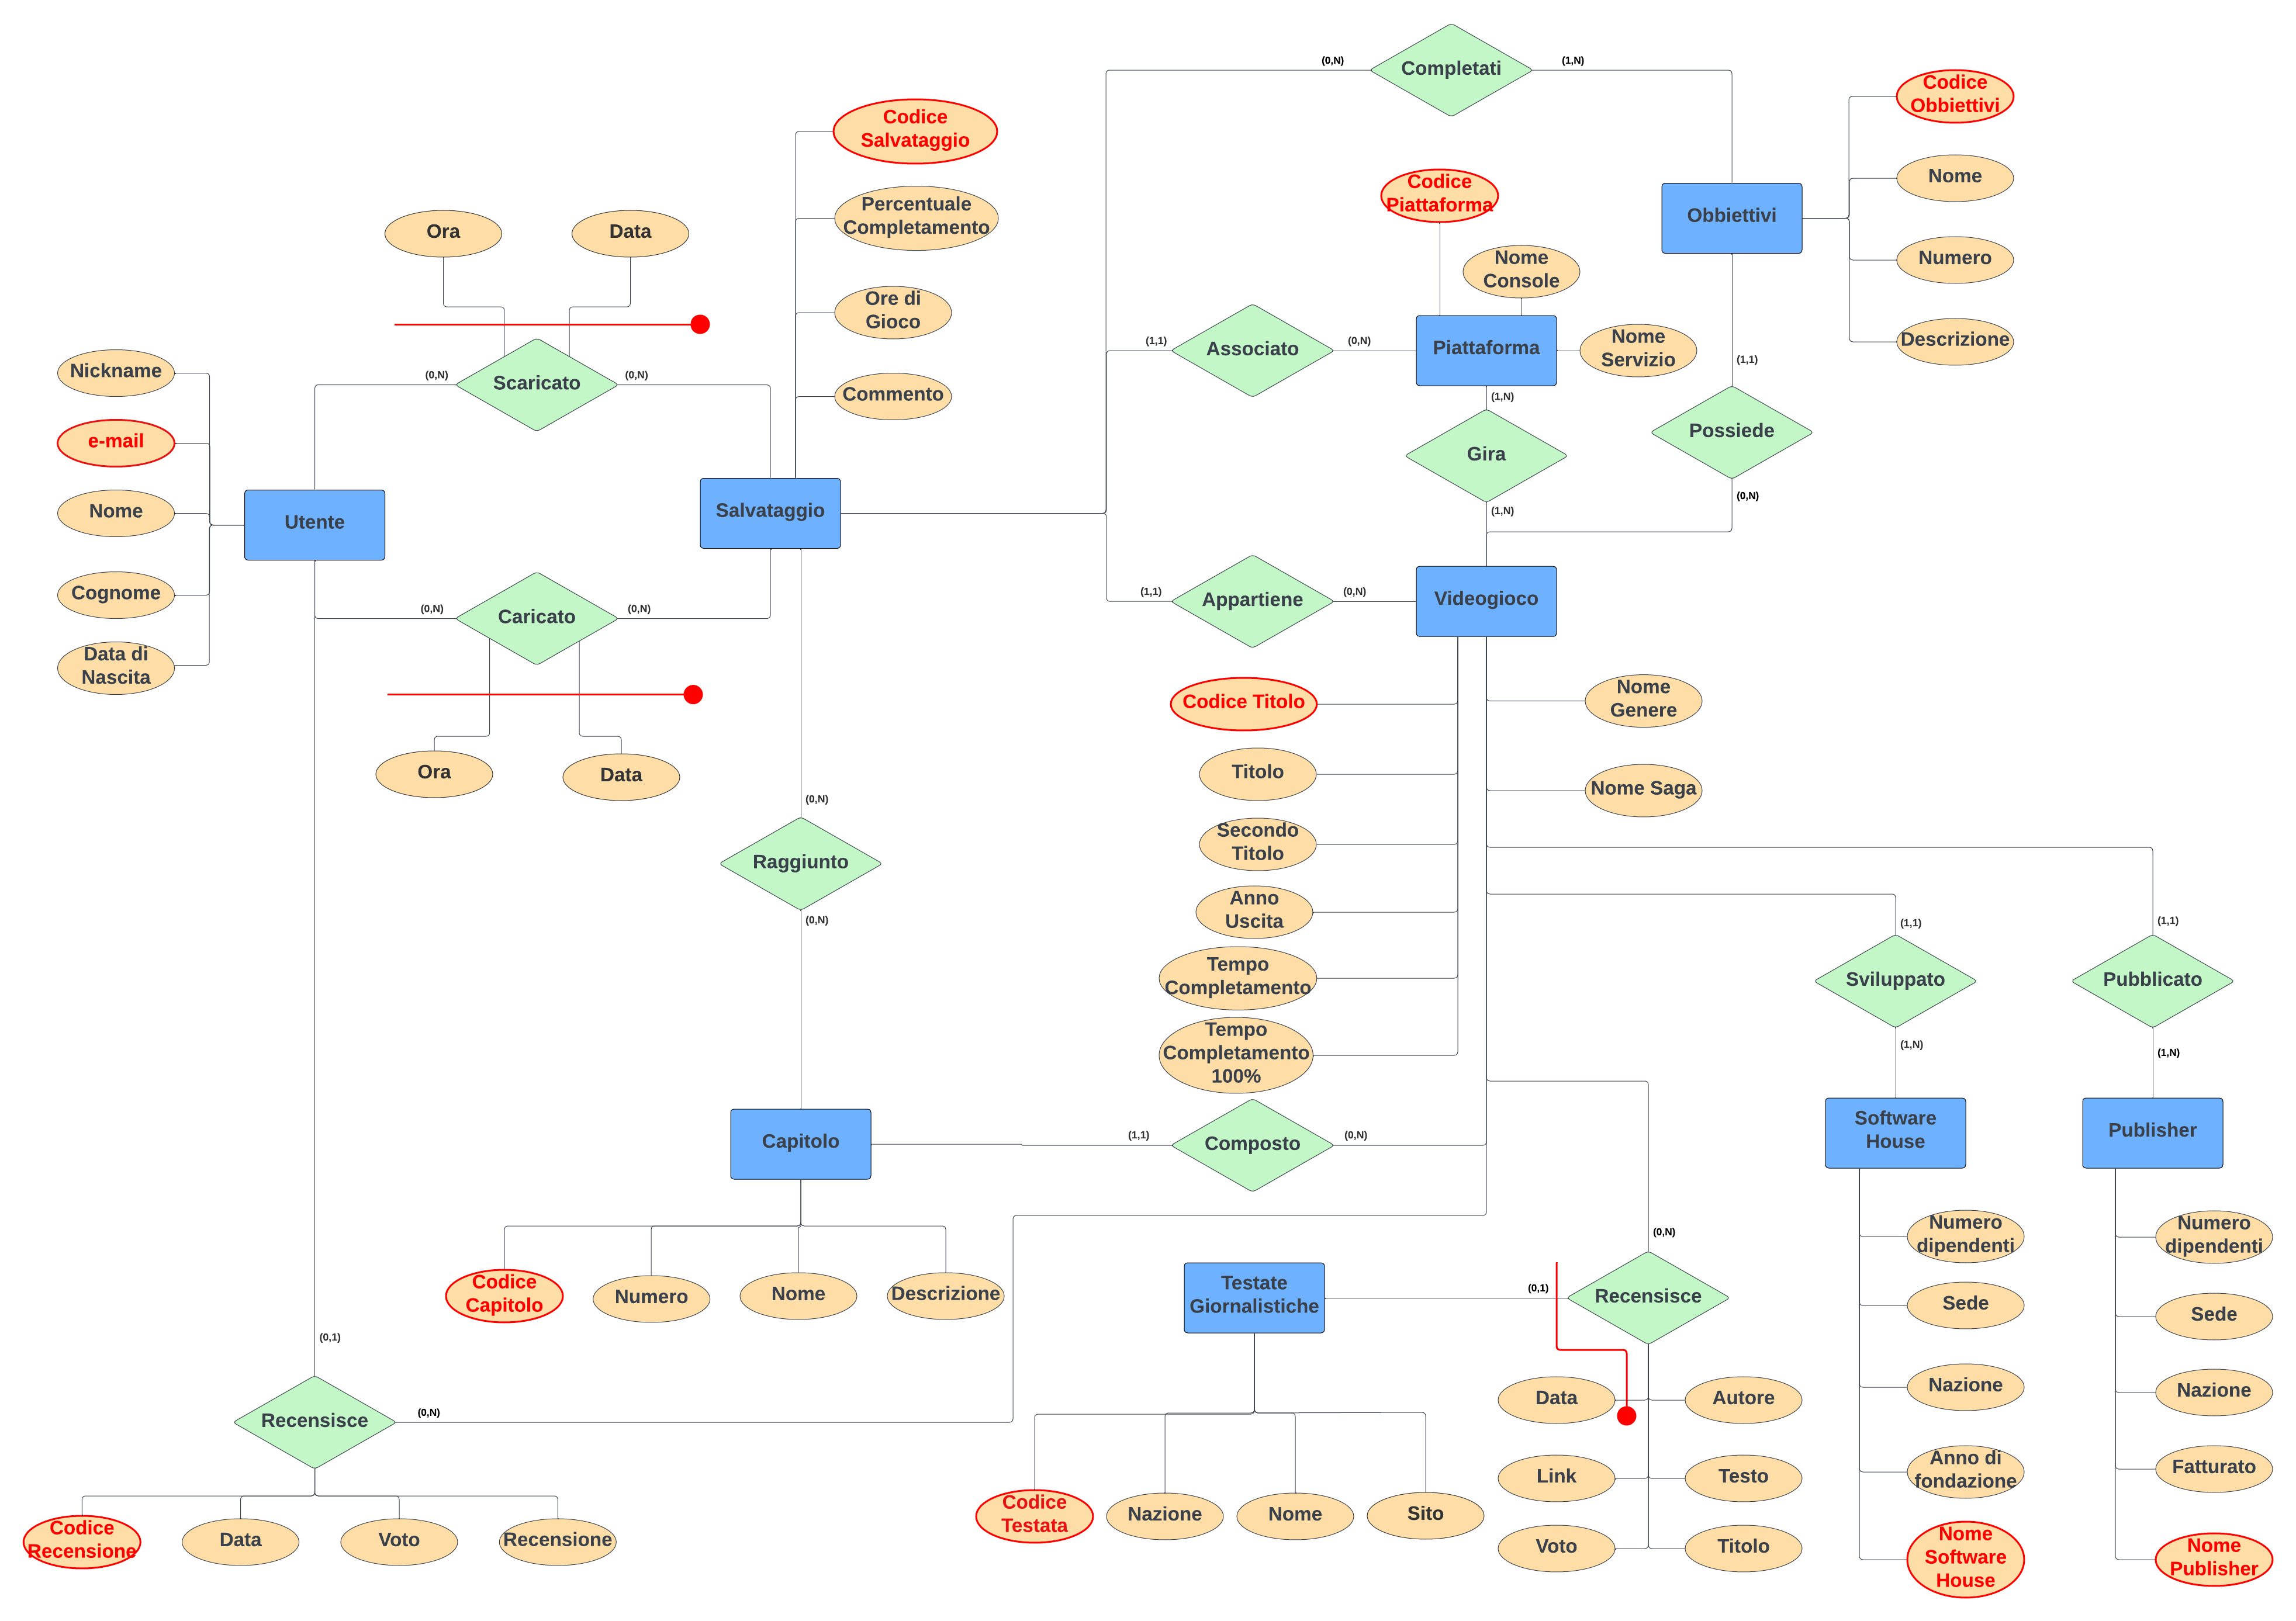 Completati
(0,N)
(1,N)
Codice
Obbiettivi
Nome
Numero
Descrizione
Obbiettivi
Codice
Salvataggio
Percentuale
Completamento
Ore di
Gioco
Commento
Codice
Piattaforma
Nome
Console
Nome
Servizio
Piattaforma
(1,1)
Associato
(0,N)
(1,N)
Gira
(1,N)
(1,1)
Possiede
(0,N)
Ora
Data
(0,N)
Scaricato
(0,N)
Nickname
e-mail
Nome
Cognome
Data di
Nascita
Utente
Salvataggio
(0,N)
Caricato
(0,N)
Ora
Data
(1,1)
Appartiene
(0,N)
Videogioco
Codice Titolo
Titolo
Secondo
Titolo
Anno
Uscita
Tempo
Completamento
Tempo
Completamento
100%
Nome
Genere
Nome Saga
(0,N)
Raggiunto
(0,N)
(1,1)
Sviluppato
(1,N)
(1,1)
Pubblicato
(1,N)
Capitolo
(1,1)
Composto
(0,N)
Codice
Capitolo
Numero
Nome
Descrizione
Software
House
Numero
dipendenti
Sede
Nazione
Anno di
fondazione
Nome
Software
House
Publisher
Numero
dipendenti
Sede
Nazione
Fatturato
Nome
Publisher
Testate
Giornalistiche
(0,1)
(0,N)
Recensisce
Data
Autore
Link
Testo
Voto
Titolo
Codice
Testata
Nazione
Nome
Sito
(0,1)
Recensisce
(0,N)
Codice
Recensione
Data
Voto
Recensione